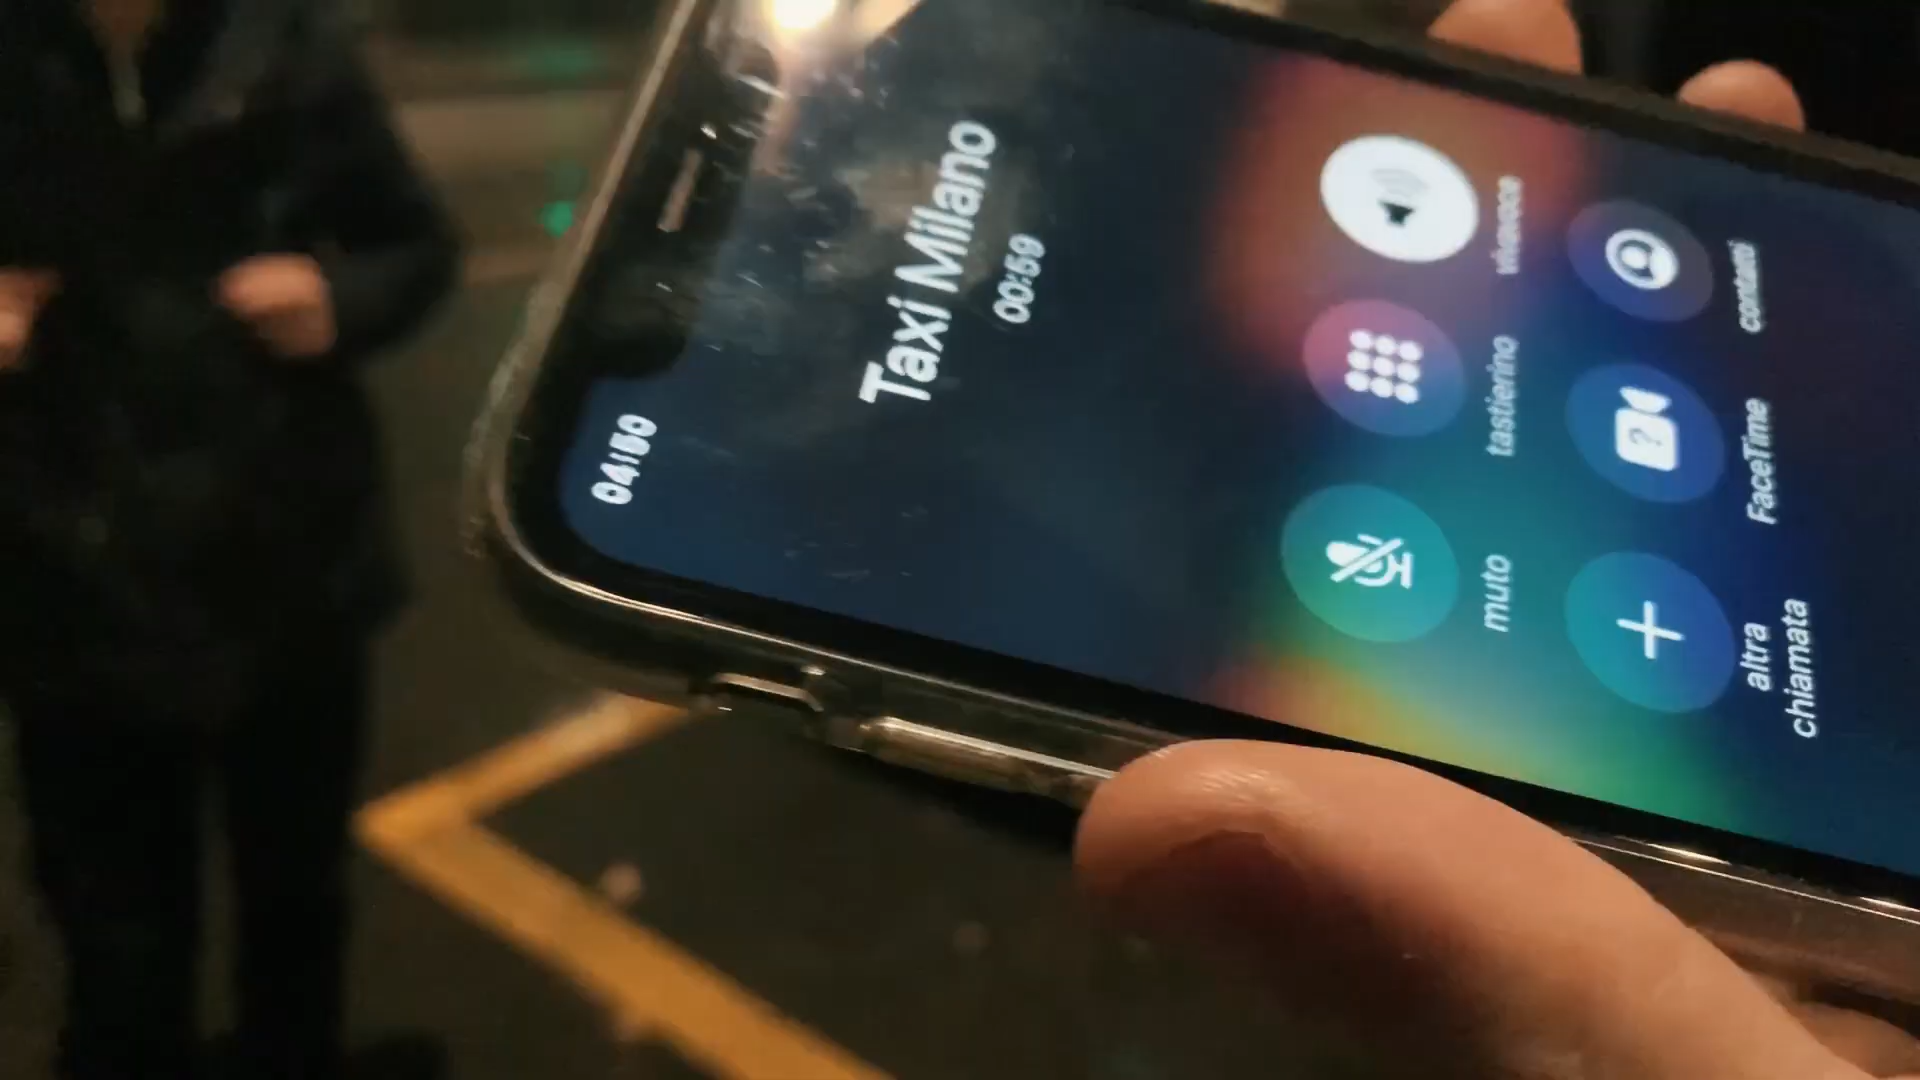 04:50
Taxi Milano
00:59
muto
tastierino
vivavoce
altra
chiamata
FaceTime
contatti